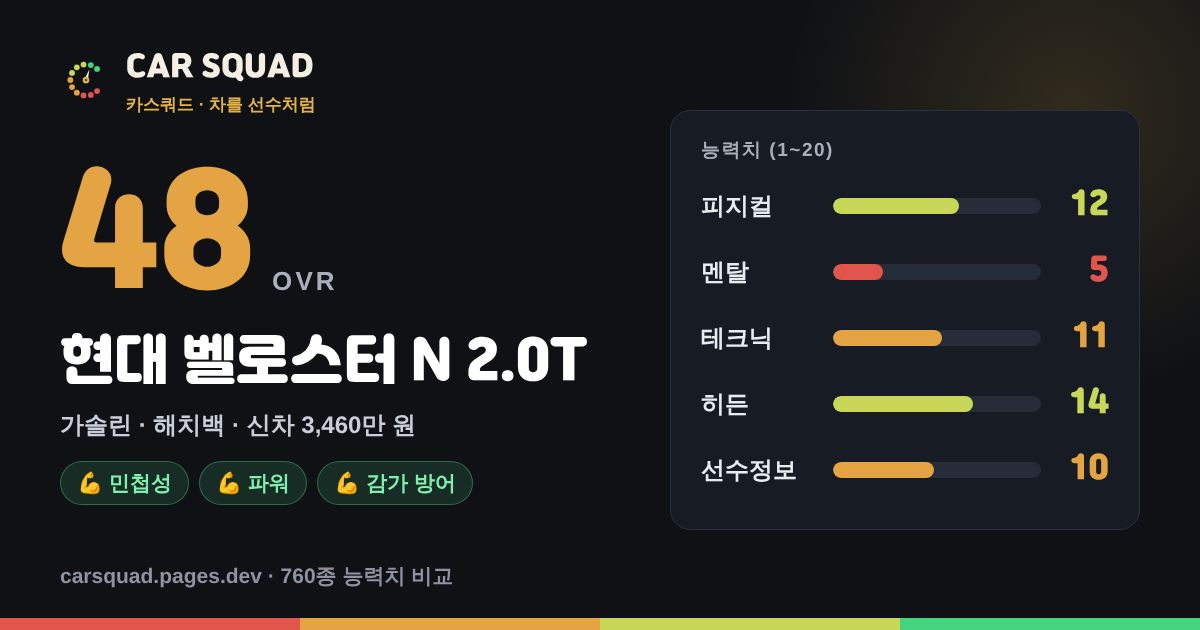 CAR SQUAD
카스쿼드 · 차를 선수처럼
48 OVR
현대 벨로스터 N 2.0T
가솔린 · 해치백 · 신차 3,460만 원
💪 민첩성 💪 파워 💪 감가 방어
carsquad.pages.dev · 760종 능력치 비교
능력치 (1~20)
피지컬 12
멘탈 5
테크닉 11
히든 14
선수정보 10